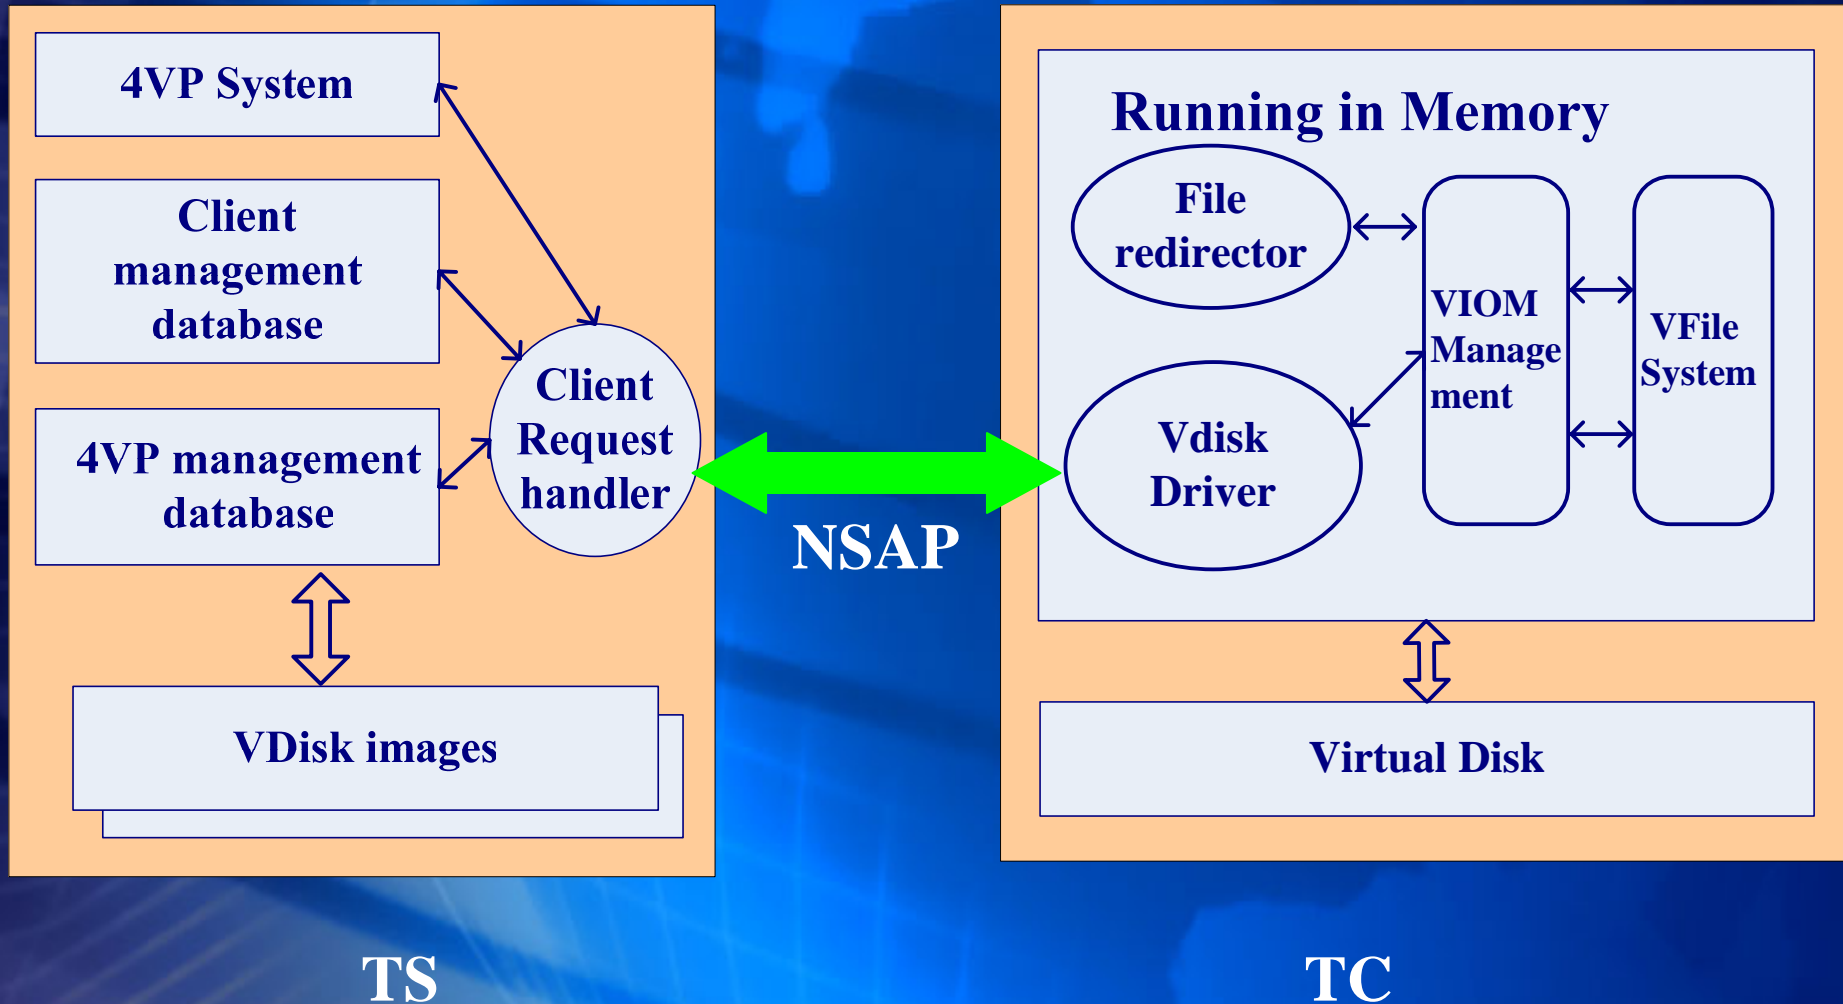 4VP System
Client
management
database
4VP management
database
Client
Request
handler
VDisk images
TS
NSAP
Running in Memory
File
redirector
Vdisk
Driver
VIOM
Manage
ment
VFile
System
Virtual Disk
TC